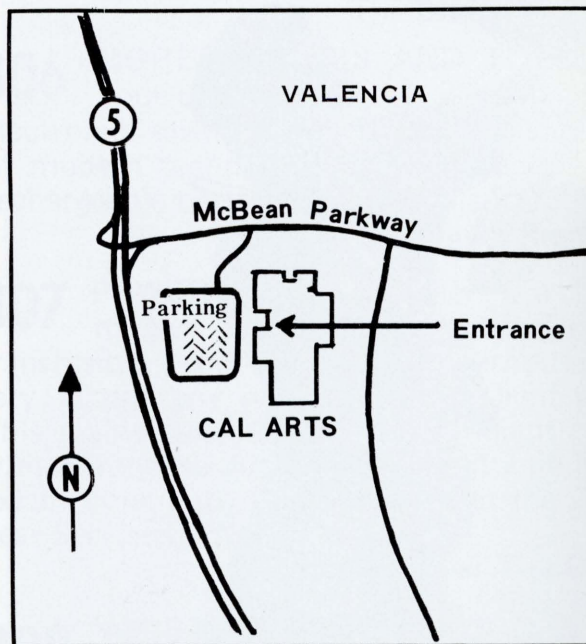 VALENCIA
5
McBean Parkway
Parking
Entrance
CAL ARTS
N